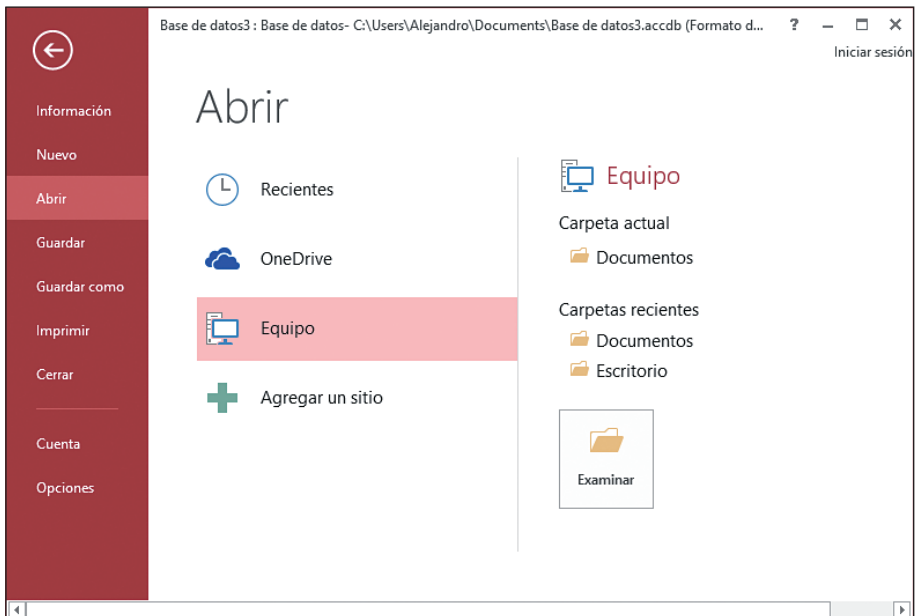 Base de datos3 : Base de datos- C:\Users\Alejandro\Documents\Base de datos3.accdb (Formato d... ?
Iniciar sesión
Información
Nuevo
Abrir
Guardar
Guardar como
Imprimir
Cerrar
Cuenta
Opciones
Abrir
Recientes
OneDrive
Equipo
Agregar un sitio
Equipo
Carpeta actual
Documentos
Carpetas recientes
Documentos
Escritorio
Examinar